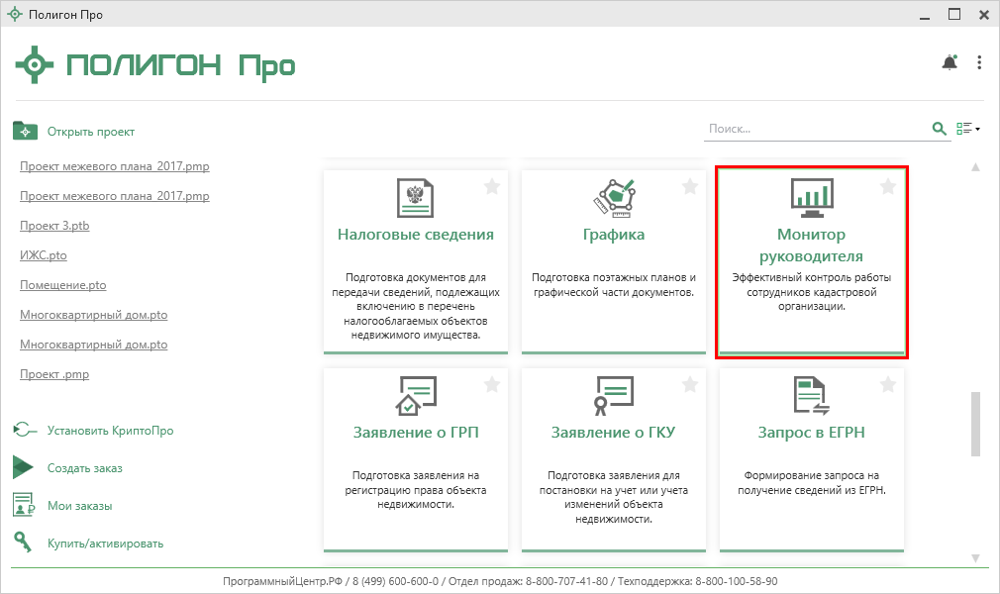 Полигон Про
ПОЛИГОН Про
Открыть проект
Поиск...
Проект межевого плана_2017.pmp
Проект межевого плана_2017.pmp
Проект 3.ptb
ИЖС.pto
Помещение.pto
Многоквартирный дом.pto
Многоквартирный дом.pto
Проект .pmp
Установить КриптоПро
Создать заказ
Мои заказы
Купить/активировать
Налоговые сведения
Подготовка документов для
передачи сведений, подлежащих
включению в перечень
налогооблагаемых объектов
недвижимого имущества.
Графика
Подготовка поэтажных планов и
графической части документов.
Монитор
руководителя
Эффективный контроль работы
сотрудников кадастровой
организации.
Заявление о ГРП
Подготовка заявления на
регистрацию права объекта
недвижимости.
Заявление о ГКУ
Подготовка заявления для
постановки на учет или учета
изменений объекта
недвижимости.
Запрос в ЕГРН
Формирование запроса на
получение сведений из ЕГРН.
ПрограммныйЦентр.РФ / 8 (499) 600-600-0 / Отдел продаж: 8-800-707-41-80 / Техподдержка: 8-800-100-58-90